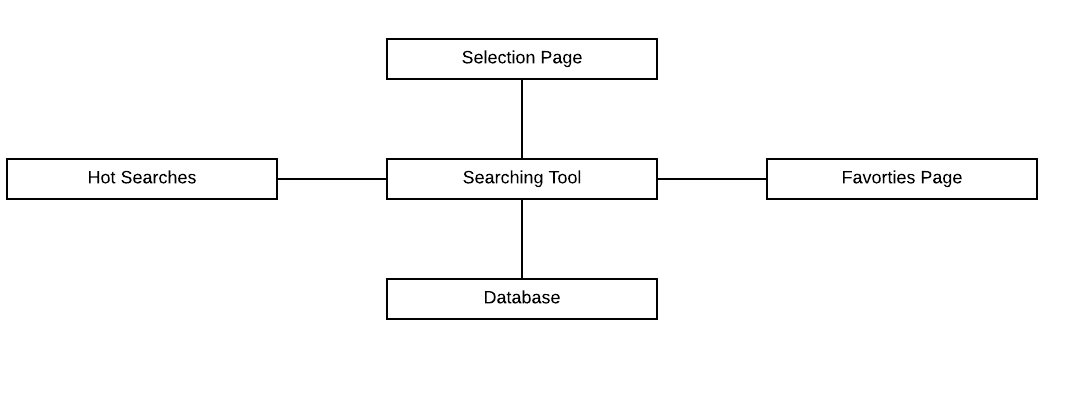 Selection Page
Hot Searches
Searching Tool
Favorties Page
Database